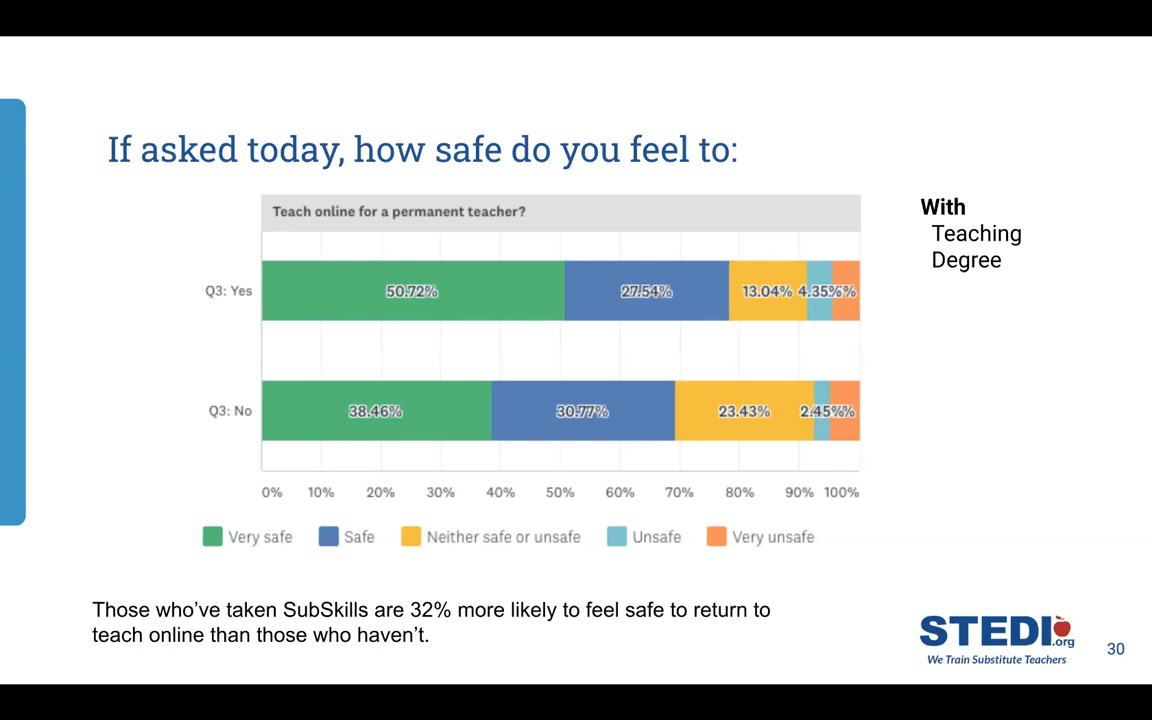 If asked today, how safe do you feel to:
With
Teaching
Degree
Teach online for a permanent teacher?
Q3: Yes
50.72% 27.54% 13.04% 4.35%
Q3: No
38.46% 30.77% 23.43% 2.45%
0% 10% 20% 30% 40% 50% 60% 70% 80% 90% 100%
Very safe Safe Neither safe or unsafe Unsafe Very unsafe
Those who've taken SubSkills are 32% more likely to feel safe to return to
teach online than those who haven't.
STEDI.org
We Train Substitute Teachers
30